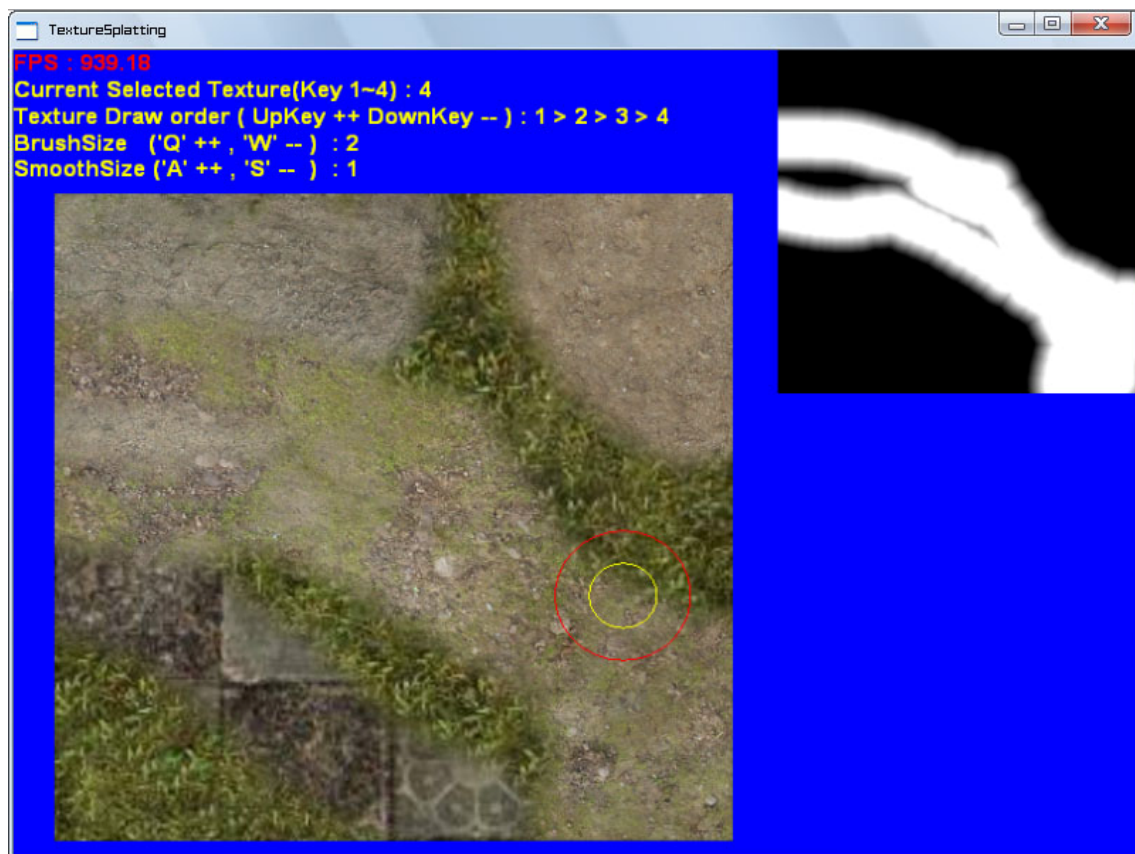 TextureSplatting
FPS : 939.18
Current Selected Texture(Key 1~4) : 4
Texture Draw order ( UpKey ++ DownKey -- ) : 1 > 2 > 3 > 4
BrushSize ('Q' ++ , 'W' -- ) : 2
SmoothSize ('A' ++ , 'S' -- ) : 1